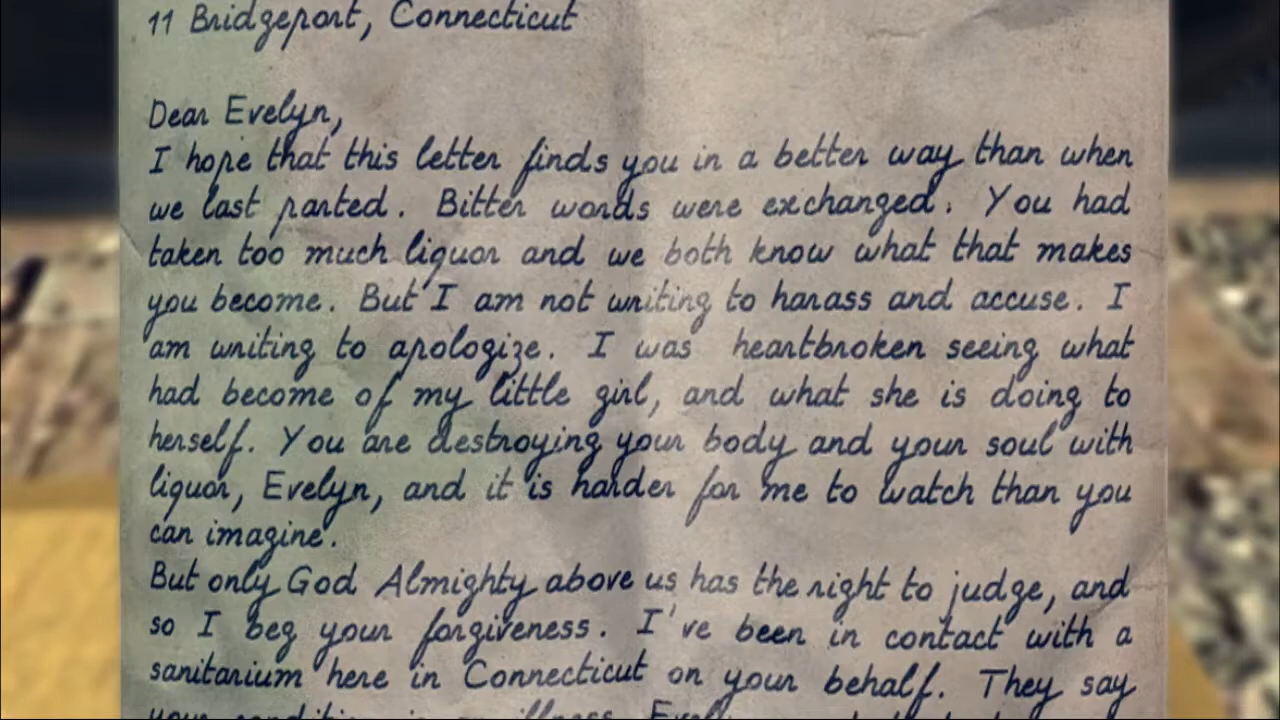 11 Bridgeport, Connecticut
Dear Evelyn,
I hope that this letter finds you in a better way than when
we last parted. Bitter words were exchanged. You had
taken too much liquor and we both know what that makes
you become. But I am not writing to harass and accuse. I
am writing to apologize. I was heartbroken seeing what
had become of my little girl, and what she is doing to
herself. You are destroying your body and your soul with
liquor, Evelyn, and it is harder for me to watch than you
can imagine.
But only God Almighty above us has the right to judge, and
so I beg your forgiveness. I've been in contact with a
sanitarium here in Connecticut on your behalf. They say
your condition is an illness, Evelyn